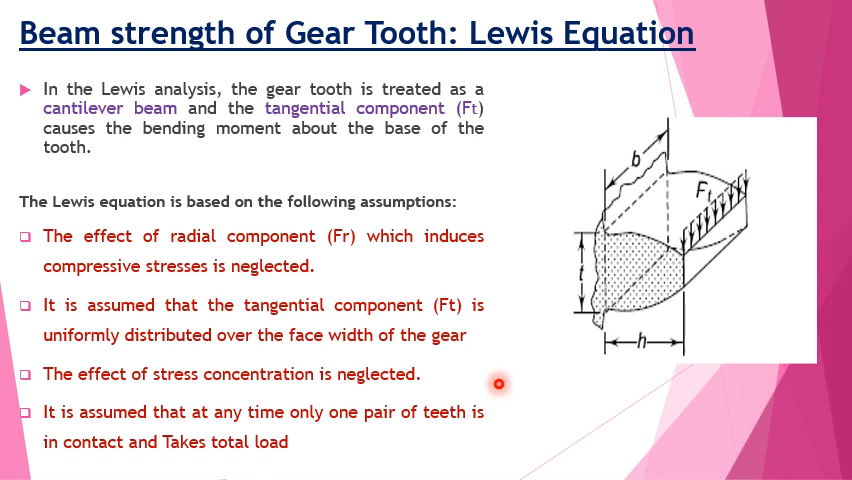 Beam strength of Gear Tooth: Lewis Equation
In the Lewis analysis, the gear tooth is treated as a
cantilever beam and the tangential component (Ft)
causes the bending moment about the base of the
tooth.
The Lewis equation is based on the following assumptions:
The effect of radial component (Fr) which induces
compressive stresses is neglected.
It is assumed that the tangential component (Ft) is
uniformly distributed over the face width of the gear
The effect of stress concentration is neglected.
It is assumed that at any time only one pair of teeth is
in contact and Takes total load
b
Ft
t
h